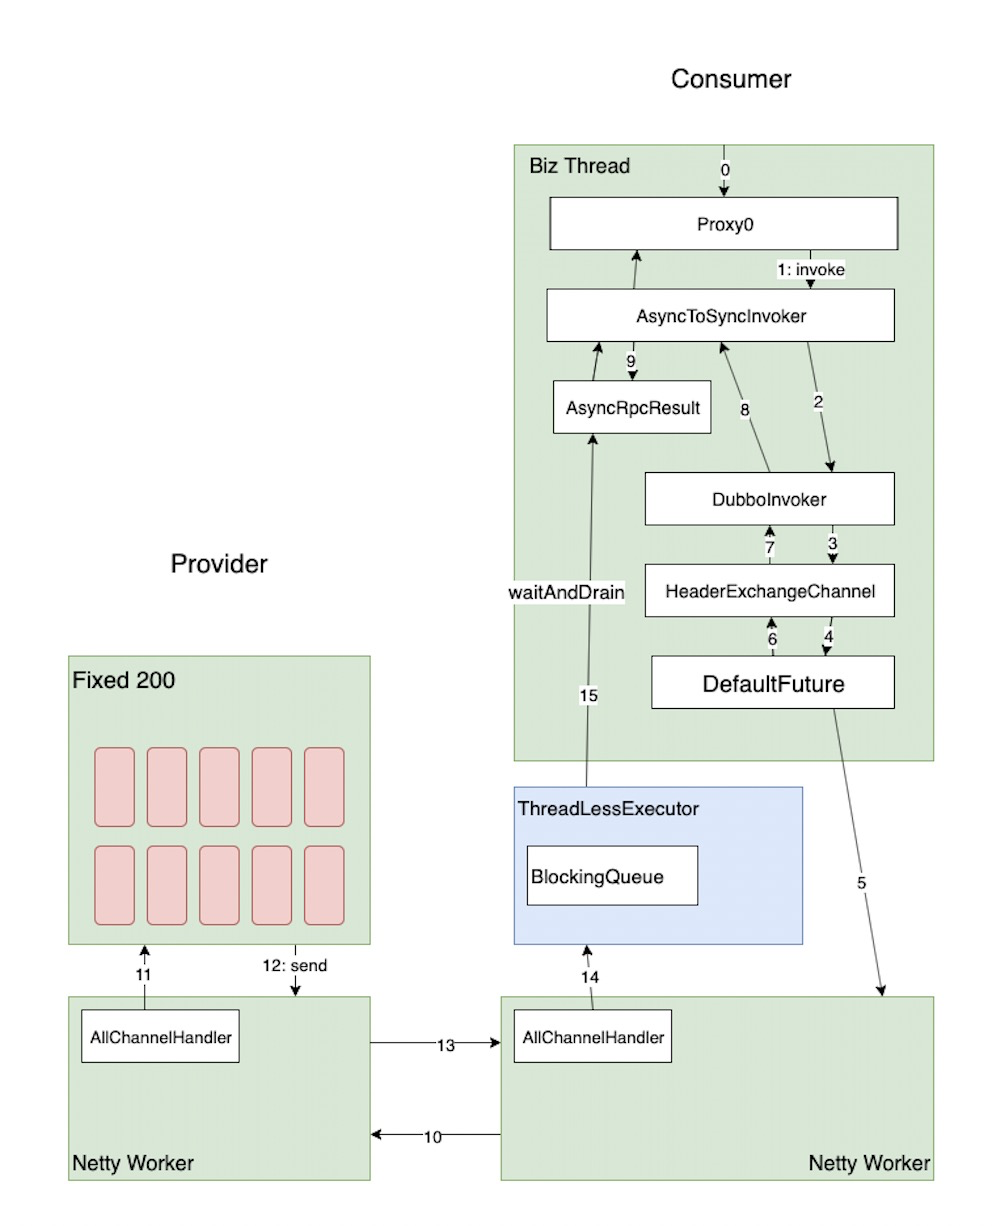 Consumer
Biz Thread
0
Proxy0
1: invoke
AsyncToSyncInvoker
9
AsyncRpcResult
8
2
DubboInvoker
7
3
waitAndDrain
HeaderExchangeChannel
6
4
DefaultFuture
15
5
Provider
Fixed 200
ThreadLessExecutor
BlockingQueue
11
12: send
14
AllChannelHandler
13
AllChannelHandler
10
Netty Worker
Netty Worker